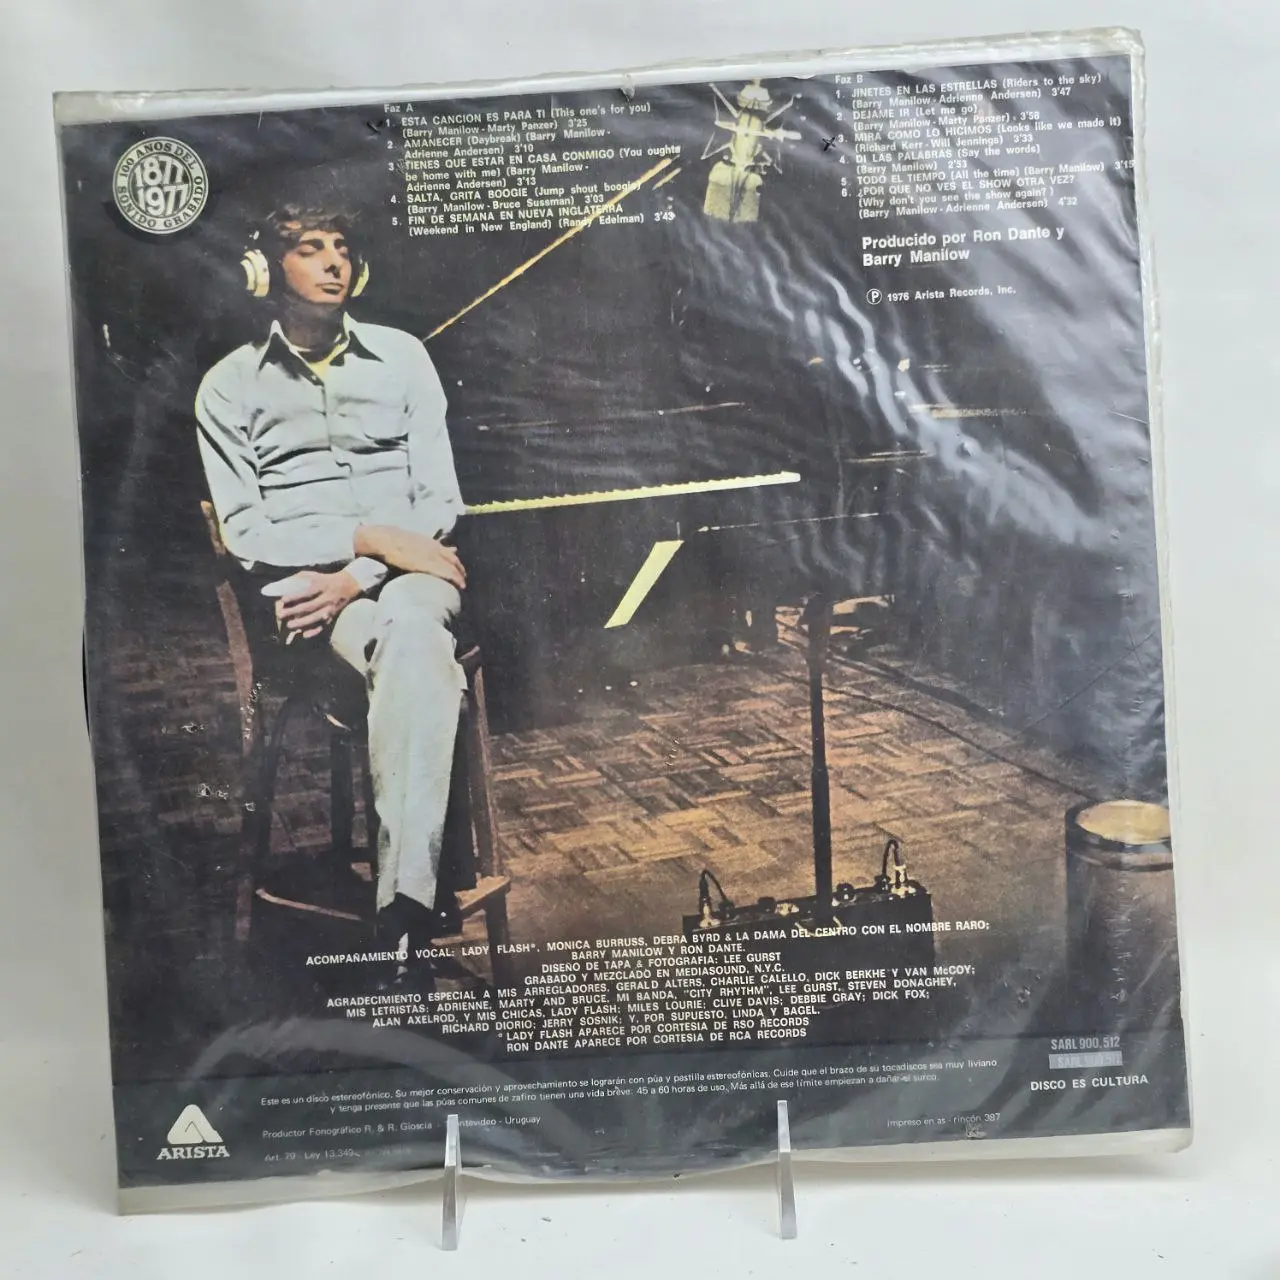 100 AÑOS DEL SONIDO GRABADO
1877
1977
Faz A
1. ESTA CANCION ES PARA TI (This one's for you)
(Barry Manilow - Marty Panzer) 3'25
2. AMANECER (Daybreak) (Barry Manilow -
Adrienne Andersen) 3'10
3. TIENES QUE ESTAR EN CASA CONMIGO (You oughta
be home with me) (Barry Manilow -
Adrienne Andersen) 3'13
4. SALTA, GRITA BOOGIE (Jump shout boogie)
(Barry Manilow - Bruce Sussman) 3'03
5. FIN DE SEMANA EN NUEVA INGLATERRA
(Weekend in New England) (Randy Edelman) 3'43
Faz B
1. JINETES EN LAS ESTRELLAS (Riders to the sky)
(Barry Manilow - Adrienne Andersen) 3'47
2. DEJAME IR (Let me go)
(Barry Manilow - Marty Panzer) 3'58
3. MIRA COMO LO HICIMOS (Looks like we made it)
(Richard Kerr - Will Jennings) 3'33
4. DI LAS PALABRAS (Say the words)
(Barry Manilow) 2'53
5. TODO EL TIEMPO (All the time) (Barry Manilow) 3'15
6. ¿POR QUE NO VES EL SHOW OTRA VEZ?
(Why don't you see the show again?)
(Barry Manilow - Adrienne Andersen) 4'32
Producido por Ron Dante y
Barry Manilow
Ⓟ 1976 Arista Records, Inc.
ACOMPAÑAMIENTO VOCAL: LADY FLASH*, MONICA BURRUSS, DEBRA BYRD & LA DAMA DEL CENTRO CON EL NOMBRE RARO;
BARRY MANILOW Y RON DANTE.
DISEÑO DE TAPA & FOTOGRAFIA: LEE GURST
GRABADO Y MEZCLADO EN MEDIASOUND, N.Y.C.
AGRADECIMIENTO ESPECIAL A MIS ARREGLADORES, GERALD ALTERS, CHARLIE CALELLO, DICK BERKHE Y VAN McCOY;
MIS LETRISTAS: ADRIENNE, MARTY AND BRUCE, MI BANDA, "CITY RHYTHM", LEE GURST, STEVEN DONAGHEY,
ALAN AXELROD, Y MIS CHICAS, LADY FLASH; MILES LOURIE; CLIVE DAVIS; DEBBIE GRAY; DICK FOX;
RICHARD DIORIO; JERRY SOSNIK; Y, POR SUPUESTO, LINDA Y BAGEL.
* LADY FLASH APARECE POR CORTESIA DE RSO RECORDS
RON DANTE APARECE POR CORTESIA DE RCA RECORDS
SARL 900.512
DISCO ES CULTURA
Este es un disco estereofónico. Su mejor conservación y aprovechamiento se lograrán con púa y pastilla estereofónicas. Cuide que el brazo de su tocadiscos sea muy liviano
y tenga presente que las púas comunes de zafiro tienen una vida breve: 45 a 60 horas de uso. Más allá de ese límite empiezan a dañar el surco.
Productor Fonográfico R. & R. Gioscia - Montevideo - Uruguay
impreso en as - rincón 387
ARISTA
Art. 79 - Ley 13.349